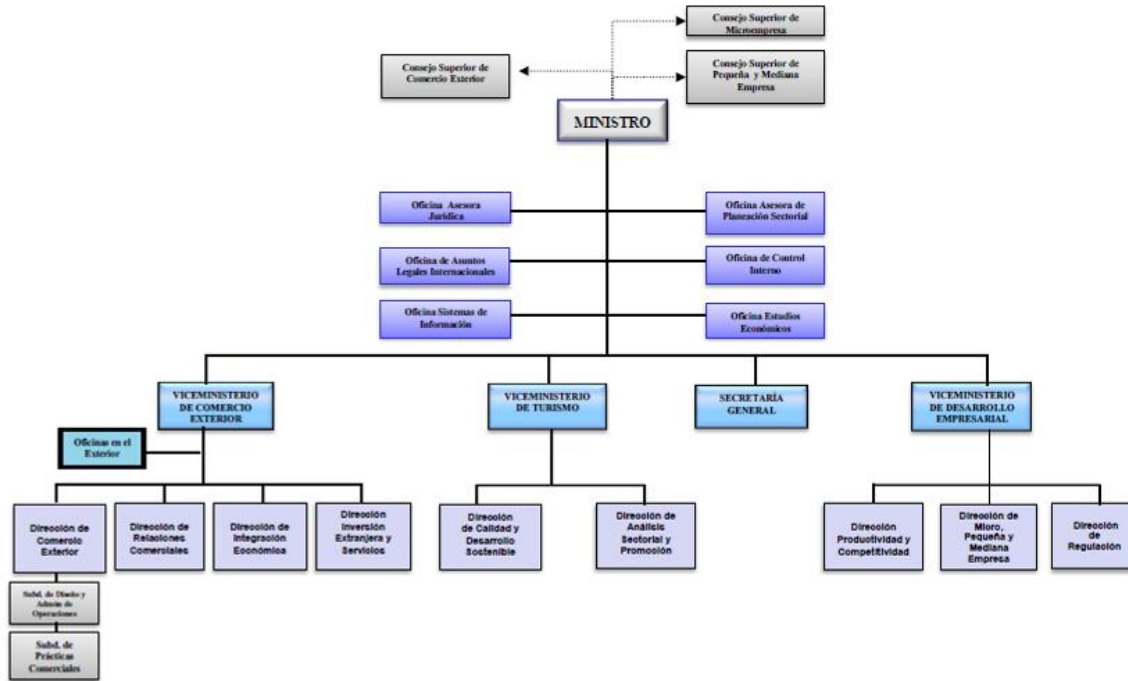 Consejo Superior de
Microempresa
Consejo Superior de
Comercio Exterior
Consejo Superior de
Pequeña y Mediana
Empresa
MINISTRO
Oficina Asesora
Jurídica
Oficina Asesora de
Planeación Sectorial
Oficina de Asuntos
Legales Internacionales
Oficina de Control
Interno
Oficina Sistemas de
Información
Oficina Estudios
Económicos
VICEMINISTERIO
DE COMERCIO
EXTERIOR
VICEMINISTERIO
DE TURISMO
SECRETARÍA
GENERAL
VICEMINISTERIO
DE DESARROLLO
EMPRESARIAL
Oficinas en el
Exterior
Dirección de
Comercio
Exterior
Dirección de
Relaciones
Comerciales
Dirección de
Integración
Económica
Dirección
Inversión
Extranjera y
Servicios
Dirección
de Calidad y
Desarrollo
Sostenible
Dirección de
Análisis
Sectorial y
Promoción
Dirección
Productividad y
Competitividad
Dirección de
Micro,
Pequeña y
Mediana
Empresa
Dirección
de
Regulación
Subd. de Diseño y
Admón de
Operaciones
Subd. de
Prácticas
Comerciales